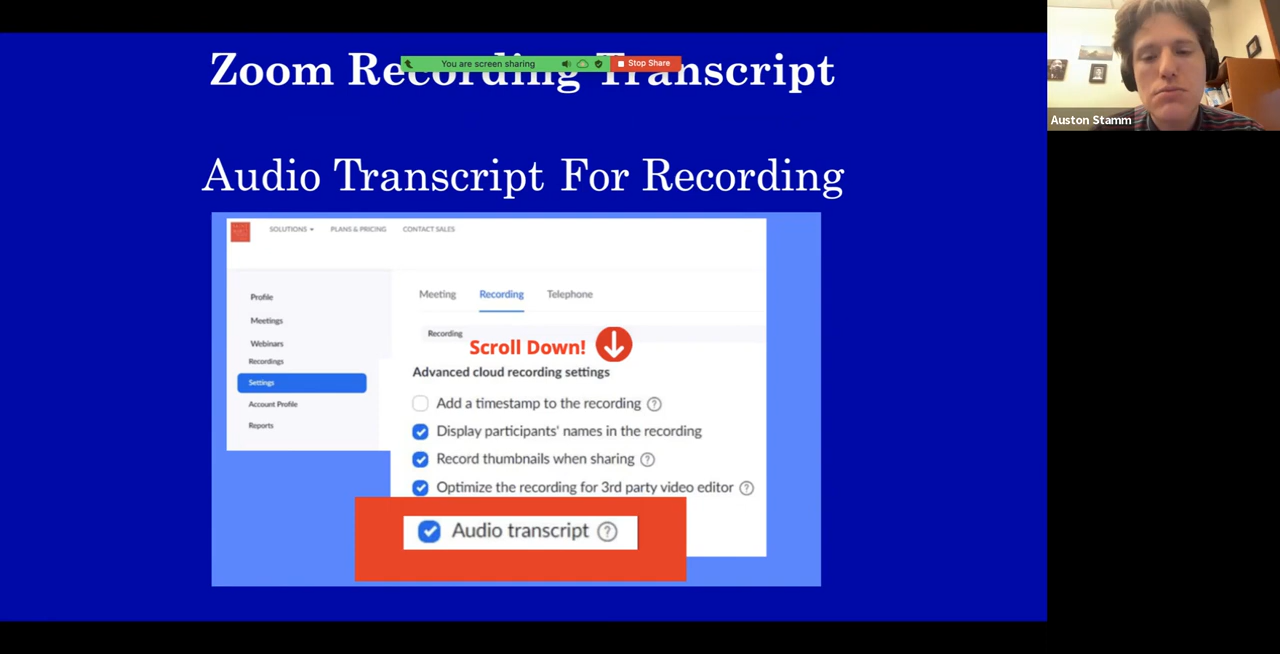 Zoom Recording Transcript
You are screen sharing
Stop Share
Auston Stamm
Audio Transcript For Recording
SOLUTIONS PLANS & PRICING CONTACT SALES
Profile
Meetings
Webinars
Recordings
Settings
Account Profile
Reports
Meeting Recording Telephone
Recording
Scroll Down!
Advanced cloud recording settings
Add a timestamp to the recording ?
Display participants' names in the recording
Record thumbnails when sharing ?
Optimize the recording for 3rd party video editor ?
Audio transcript ?